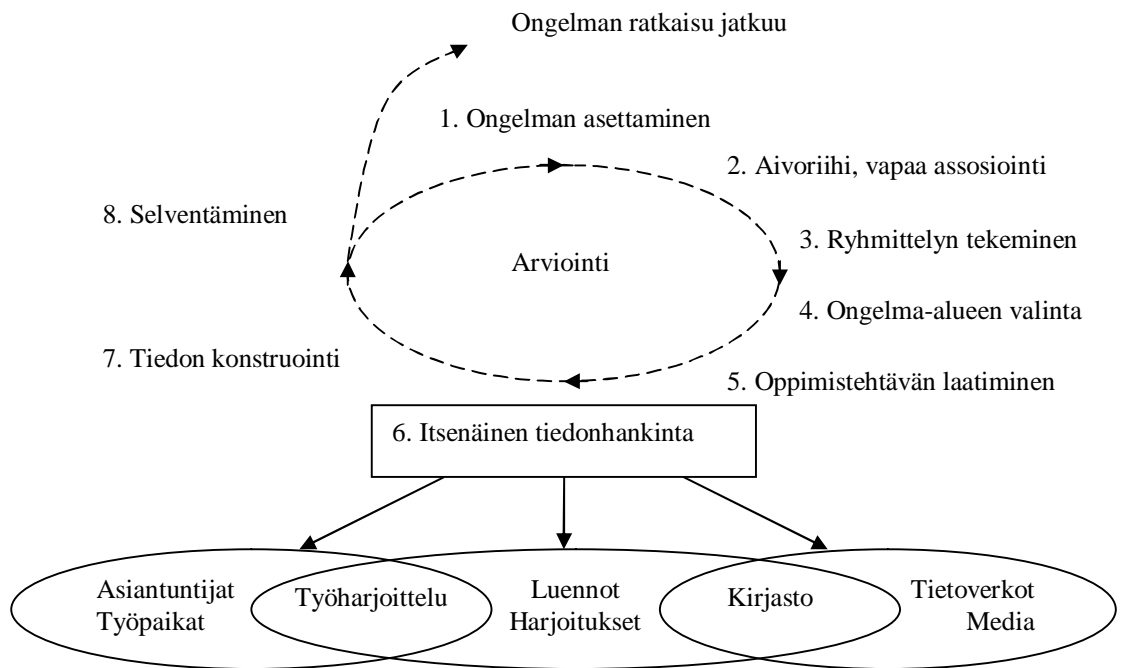 Ongelman ratkaisu jatkuu
1. Ongelman asettaminen
2. Aivoriihi, vapaa assosiointi
8. Selventäminen
3. Ryhmittelyn tekeminen
Arviointi
4. Ongelma-alueen valinta
7. Tiedon konstruointi
5. Oppimistehtävän laatiminen
6. Itsenäinen tiedonhankinta
Asiantuntijat
Työpaikat
Työharjoittelu
Luennot
Harjoitukset
Kirjasto
Tietoverkot
Media